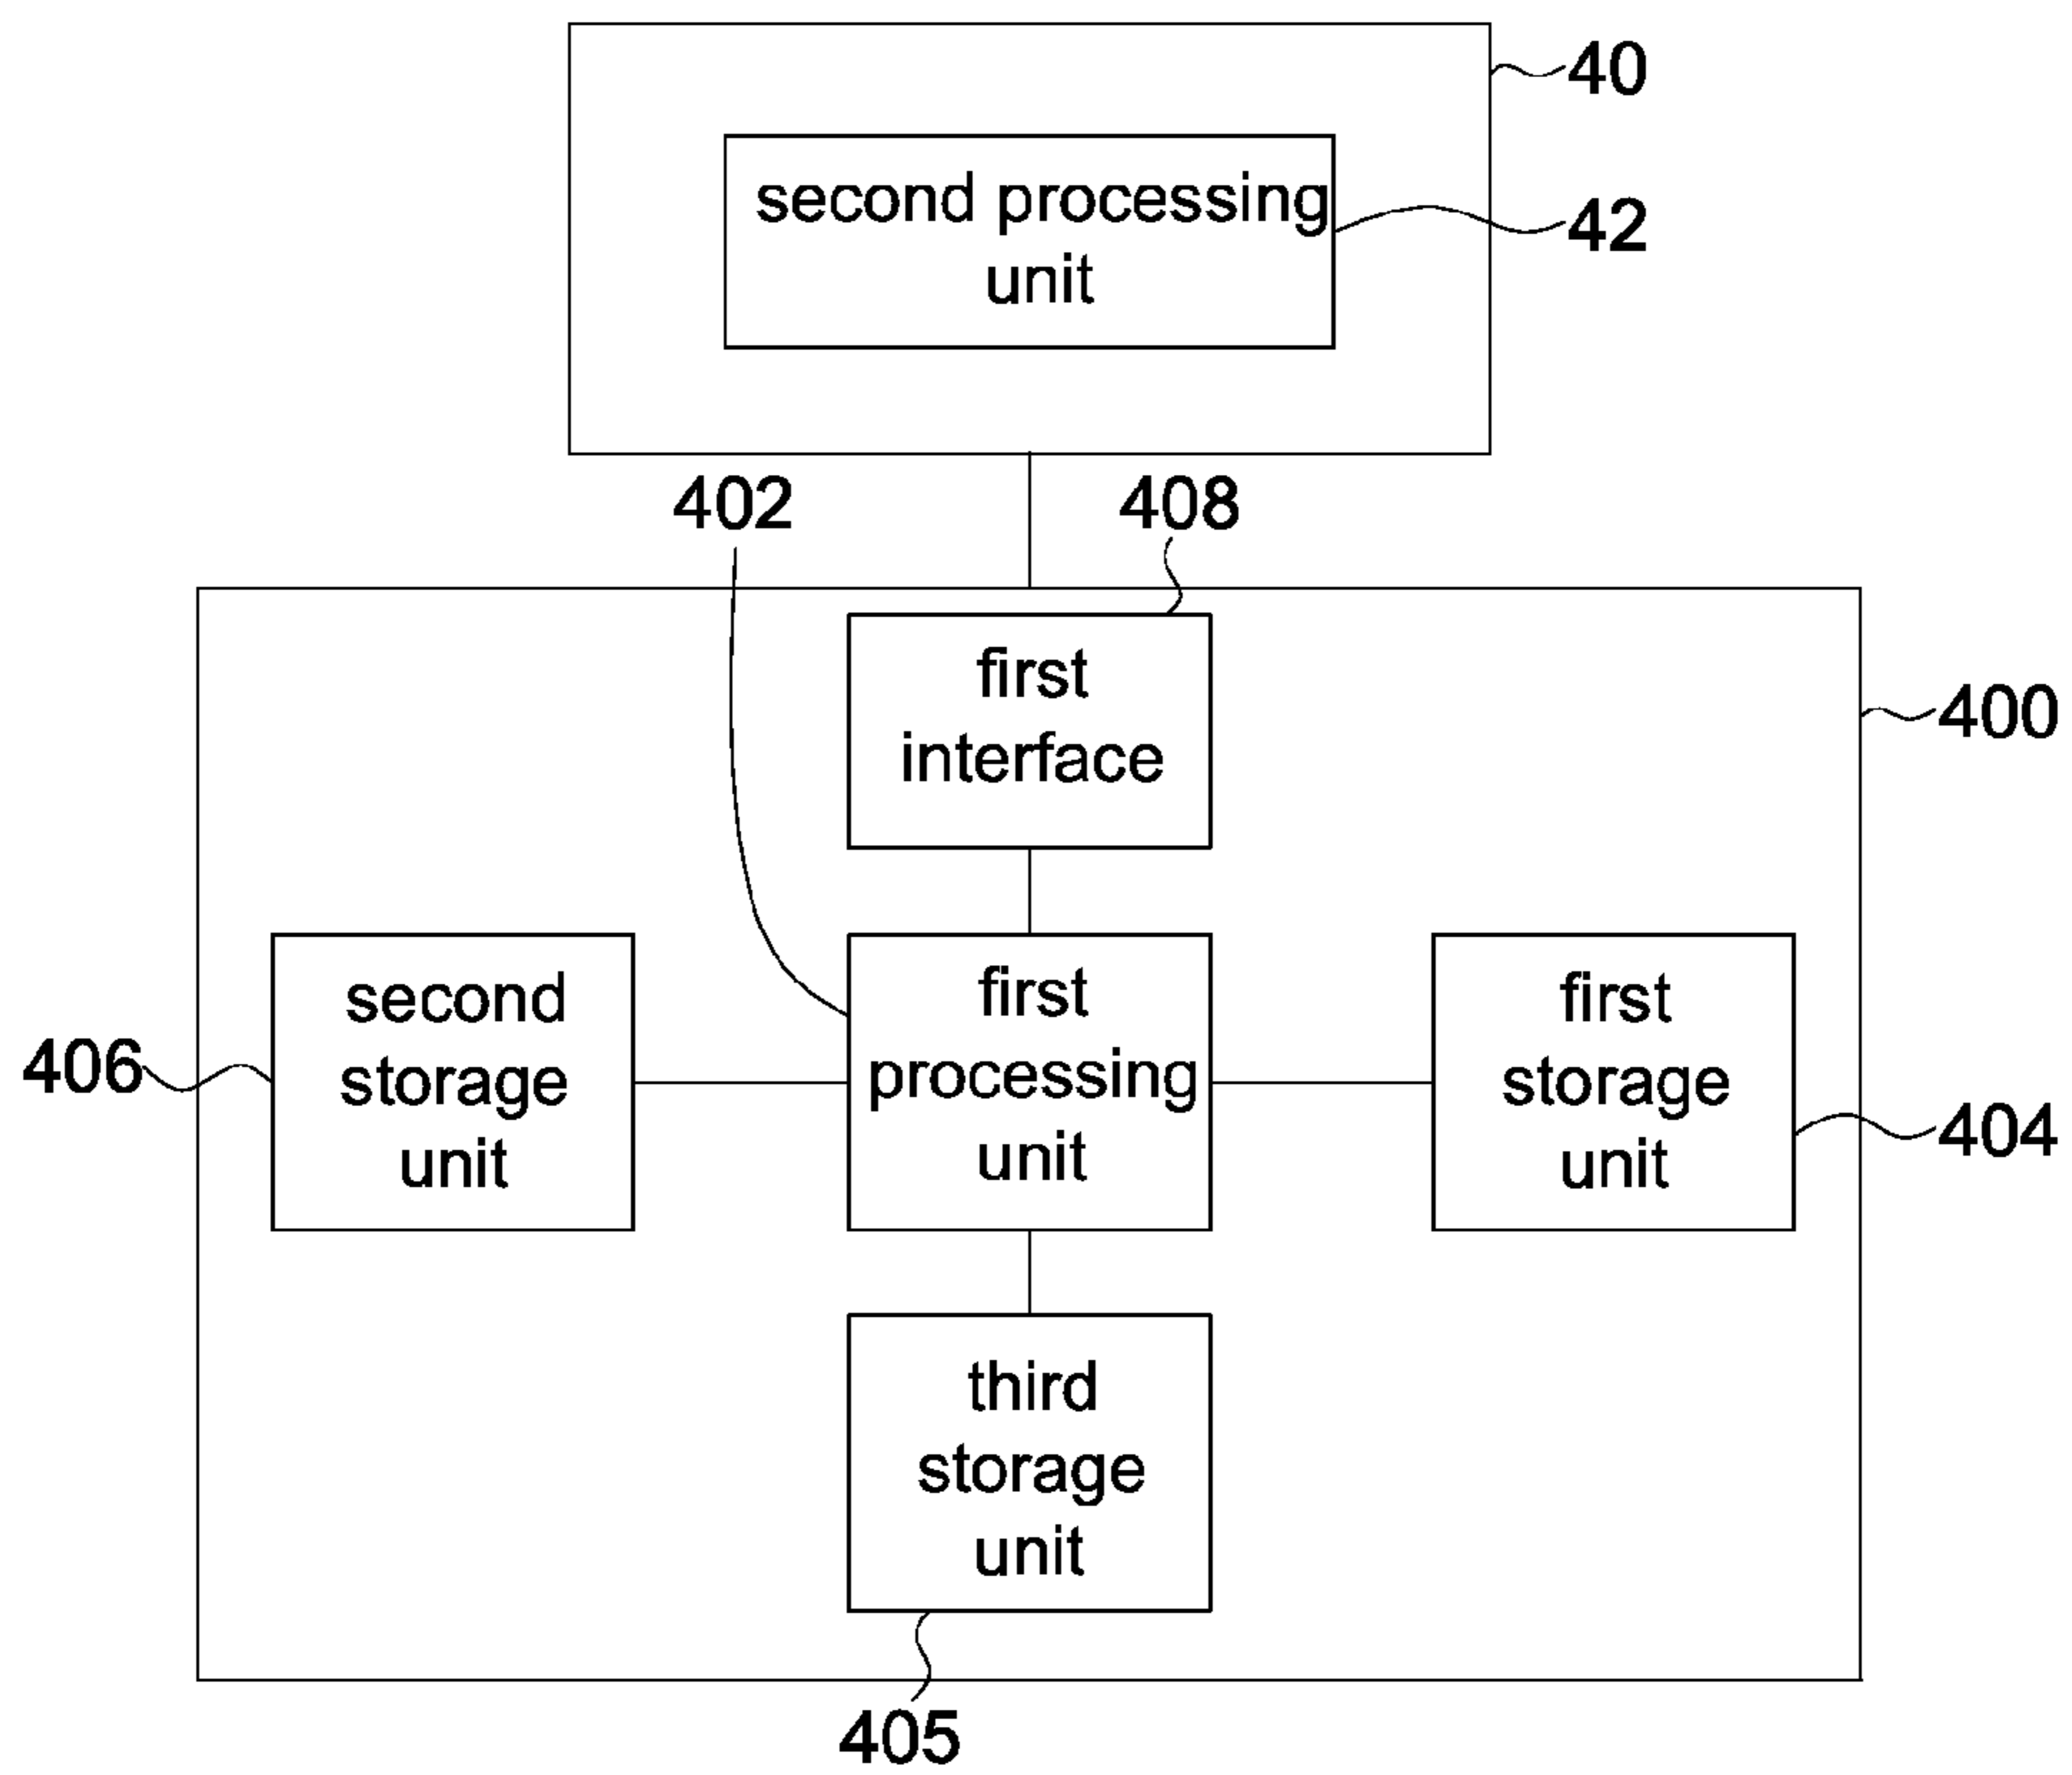 40
second processing
unit
42
402
408
first
interface
400
second
storage
unit
406
first
processing
unit
first
storage
unit
404
third
storage
unit
405